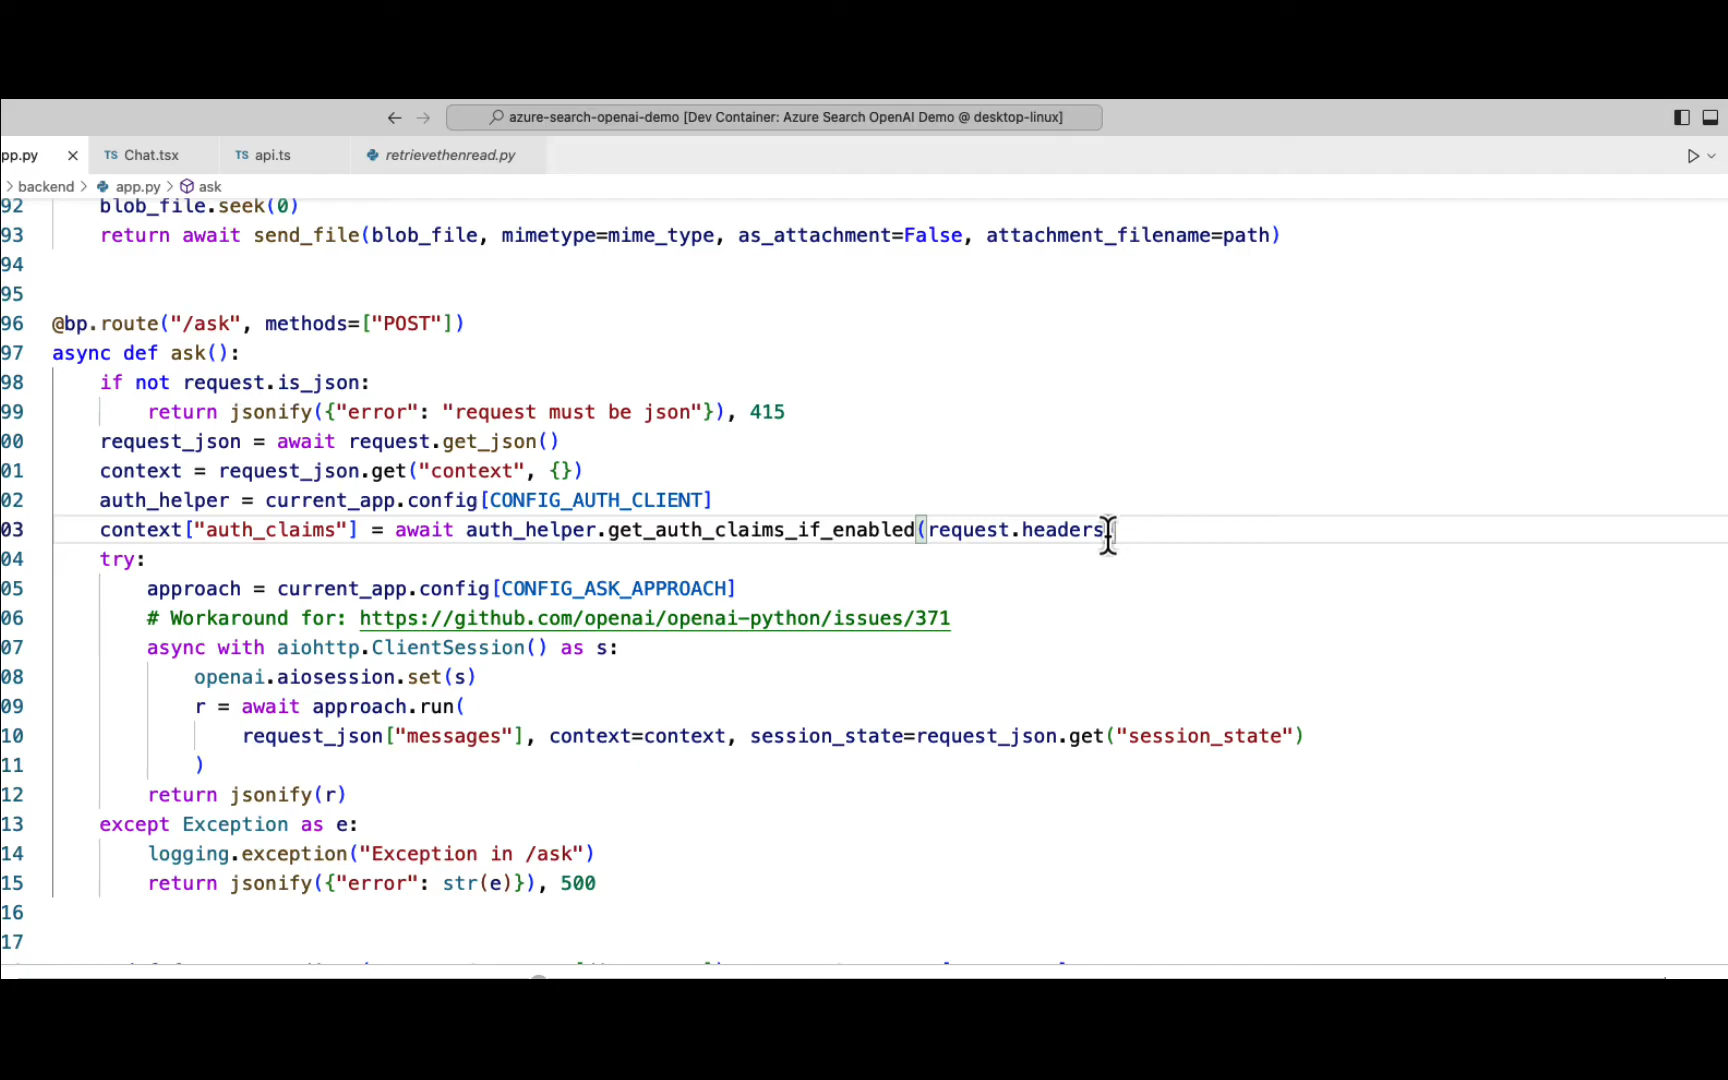 azure-search-openai-demo [Dev Container: Azure Search OpenAI Demo @ desktop-linux]
pp.py TS Chat.tsx TS api.ts retrievethenread.py
backend app.py ask
92 blob_file.seek(0)
93 return await send_file(blob_file, mimetype=mime_type, as_attachment=False, attachment_filename=path)
94
95
96 @bp.route("/ask", methods=["POST"])
97 async def ask():
98 if not request.is_json:
99 return jsonify({"error": "request must be json"}), 415
00 request_json = await request.get_json()
01 context = request_json.get("context", {})
02 auth_helper = current_app.config[CONFIG_AUTH_CLIENT]
03 context["auth_claims"] = await auth_helper.get_auth_claims_if_enabled(request.headers
04 try:
05 approach = current_app.config[CONFIG_ASK_APPROACH]
06 # Workaround for: https://github.com/openai/openai-python/issues/371
07 async with aiohttp.ClientSession() as s:
08 openai.aiosession.set(s)
09 r = await approach.run(
10 request_json["messages"], context=context, session_state=request_json.get("session_state")
11 )
12 return jsonify(r)
13 except Exception as e:
14 logging.exception("Exception in /ask")
15 return jsonify({"error": str(e)}), 500
16
17